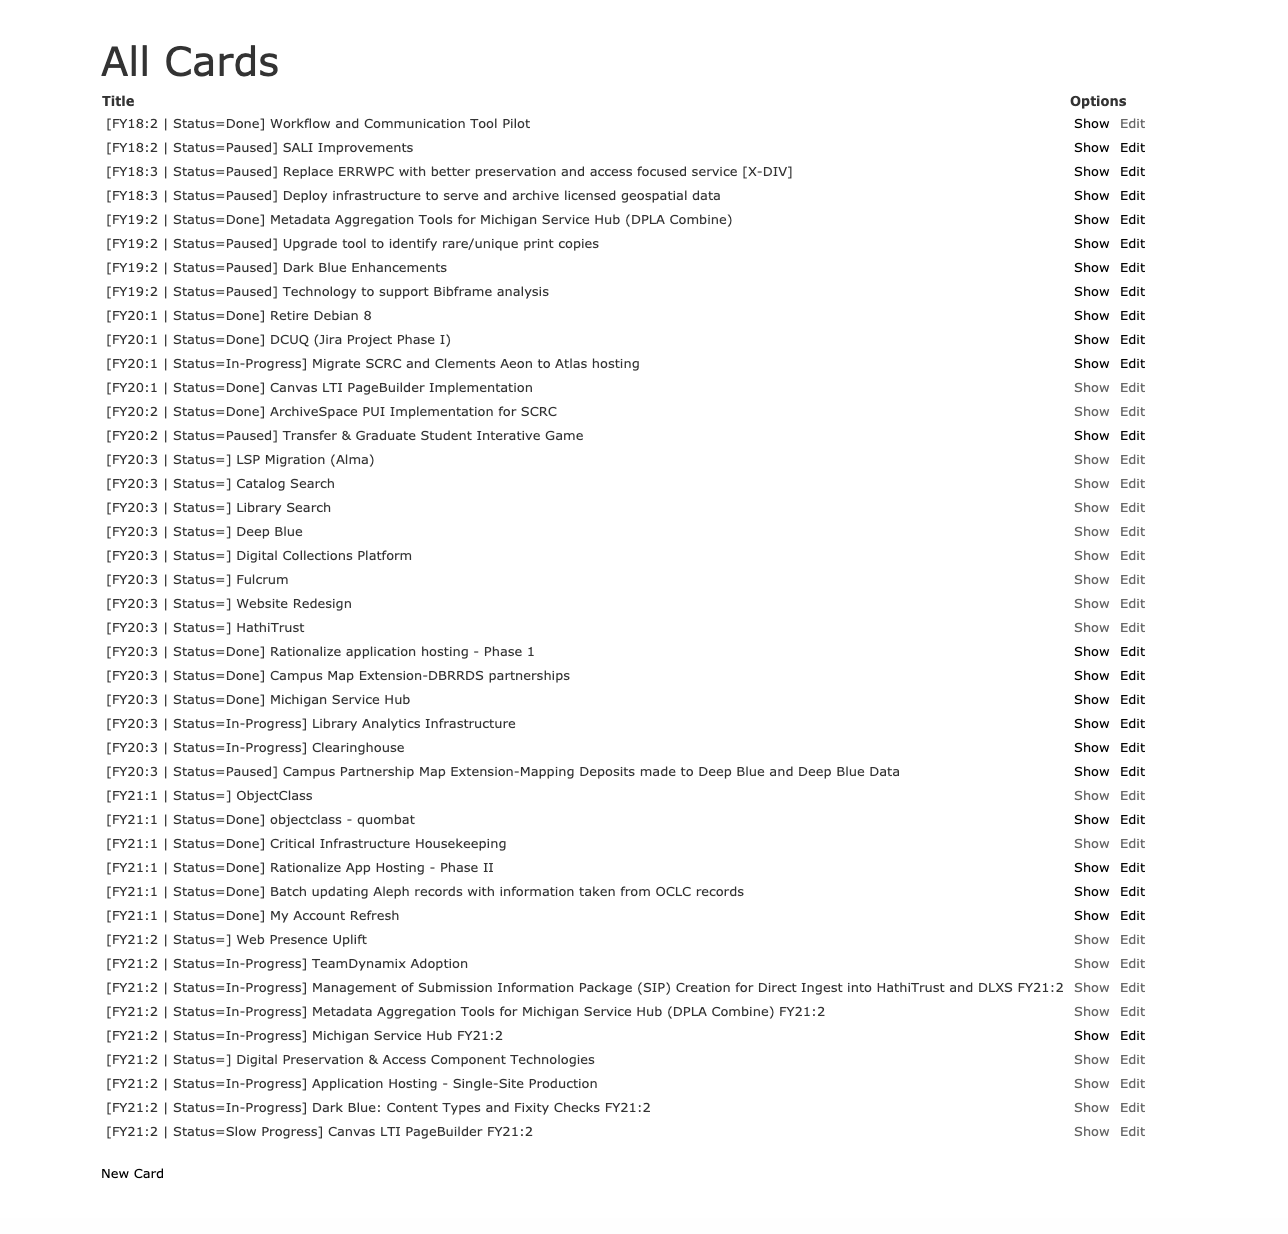 All Cards
Title Options
[FY18:2 | Status=Done] Workflow and Communication Tool Pilot Show Edit
[FY18:2 | Status=Paused] SALI Improvements Show Edit
[FY18:3 | Status=Paused] Replace ERRWPC with better preservation and access focused service [X-DIV] Show Edit
[FY18:3 | Status=Paused] Deploy infrastructure to serve and archive licensed geospatial data Show Edit
[FY19:2 | Status=Done] Metadata Aggregation Tools for Michigan Service Hub (DPLA Combine) Show Edit
[FY19:2 | Status=Paused] Upgrade tool to identify rare/unique print copies Show Edit
[FY19:2 | Status=Paused] Dark Blue Enhancements Show Edit
[FY19:2 | Status=Paused] Technology to support Bibframe analysis Show Edit
[FY20:1 | Status=Done] Retire Debian 8 Show Edit
[FY20:1 | Status=Done] DCUQ (Jira Project Phase I) Show Edit
[FY20:1 | Status=In-Progress] Migrate SCRC and Clements Aeon to Atlas hosting Show Edit
[FY20:1 | Status=Done] Canvas LTI PageBuilder Implementation Show Edit
[FY20:2 | Status=Done] ArchiveSpace PUI Implementation for SCRC Show Edit
[FY20:2 | Status=Paused] Transfer & Graduate Student Interative Game Show Edit
[FY20:3 | Status=] LSP Migration (Alma) Show Edit
[FY20:3 | Status=] Catalog Search Show Edit
[FY20:3 | Status=] Library Search Show Edit
[FY20:3 | Status=] Deep Blue Show Edit
[FY20:3 | Status=] Digital Collections Platform Show Edit
[FY20:3 | Status=] Fulcrum Show Edit
[FY20:3 | Status=] Website Redesign Show Edit
[FY20:3 | Status=] HathiTrust Show Edit
[FY20:3 | Status=Done] Rationalize application hosting - Phase 1 Show Edit
[FY20:3 | Status=Done] Campus Map Extension-DBRRDS partnerships Show Edit
[FY20:3 | Status=Done] Michigan Service Hub Show Edit
[FY20:3 | Status=In-Progress] Library Analytics Infrastructure Show Edit
[FY20:3 | Status=In-Progress] Clearinghouse Show Edit
[FY20:3 | Status=Paused] Campus Partnership Map Extension-Mapping Deposits made to Deep Blue and Deep Blue Data Show Edit
[FY21:1 | Status=] ObjectClass Show Edit
[FY21:1 | Status=Done] objectclass - quombat Show Edit
[FY21:1 | Status=Done] Critical Infrastructure Housekeeping Show Edit
[FY21:1 | Status=Done] Rationalize App Hosting - Phase II Show Edit
[FY21:1 | Status=Done] Batch updating Aleph records with information taken from OCLC records Show Edit
[FY21:1 | Status=Done] My Account Refresh Show Edit
[FY21:2 | Status=] Web Presence Uplift Show Edit
[FY21:2 | Status=In-Progress] TeamDynamix Adoption Show Edit
[FY21:2 | Status=In-Progress] Management of Submission Information Package (SIP) Creation for Direct Ingest into HathiTrust and DLXS FY21:2 Show Edit
[FY21:2 | Status=In-Progress] Metadata Aggregation Tools for Michigan Service Hub (DPLA Combine) FY21:2 Show Edit
[FY21:2 | Status=In-Progress] Michigan Service Hub FY21:2 Show Edit
[FY21:2 | Status=] Digital Preservation & Access Component Technologies Show Edit
[FY21:2 | Status=In-Progress] Application Hosting - Single-Site Production Show Edit
[FY21:2 | Status=In-Progress] Dark Blue: Content Types and Fixity Checks FY21:2 Show Edit
[FY21:2 | Status=Slow Progress] Canvas LTI PageBuilder FY21:2 Show Edit
New Card